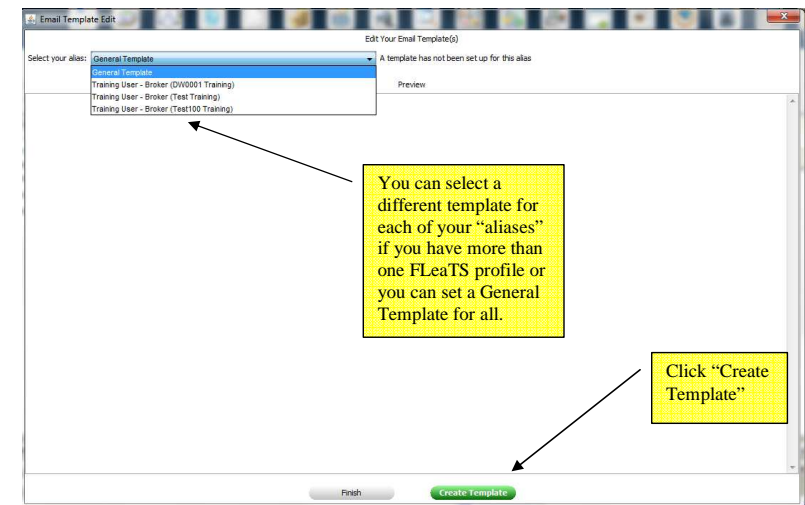 Email Template Edit
Edit Your Email Template(s)
Select your alias: General Template A template has not been set up for this alias
General Template
Training User - Broker (DW0001 Training)
Training User - Broker (Test Training)
Training User - Broker (Test100 Training)
Preview
You can select a
different template for
each of your “aliases”
if you have more than
one FLeaTS profile or
you can set a General
Template for all.
Click “Create
Template”
Finish
Create Template